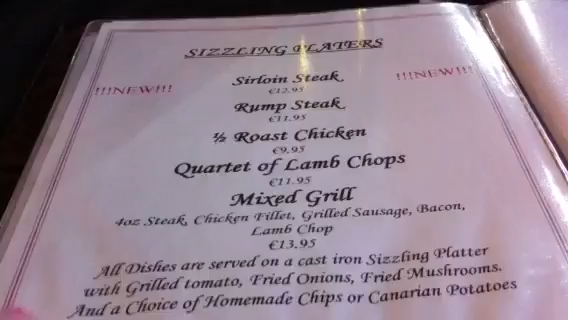 SIZZLING PLATERS
!!!NEW!!!
!!!NEW!!!
Sirloin Steak
€12.95
Rump Steak
€11.95
½ Roast Chicken
€9.95
Quartet of Lamb Chops
€11.95
Mixed Grill
4oz Steak, Chicken Fillet, Grilled Sausage, Bacon,
Lamb Chop
€13.95
All Dishes are served on a cast iron Sizzling Platter
with Grilled tomato, Fried Onions, Fried Mushrooms.
And a Choice of Homemade Chips or Canarian Potatoes